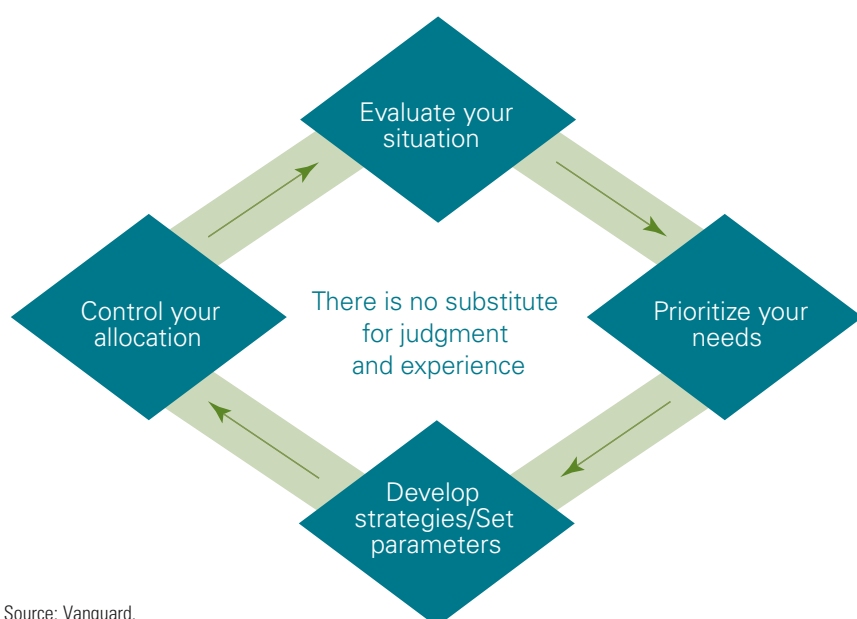 Evaluate your
situation
Control your
allocation
There is no substitute
for judgment
and experience
Prioritize your
needs
Develop
strategies/Set
parameters
Source: Vanguard.